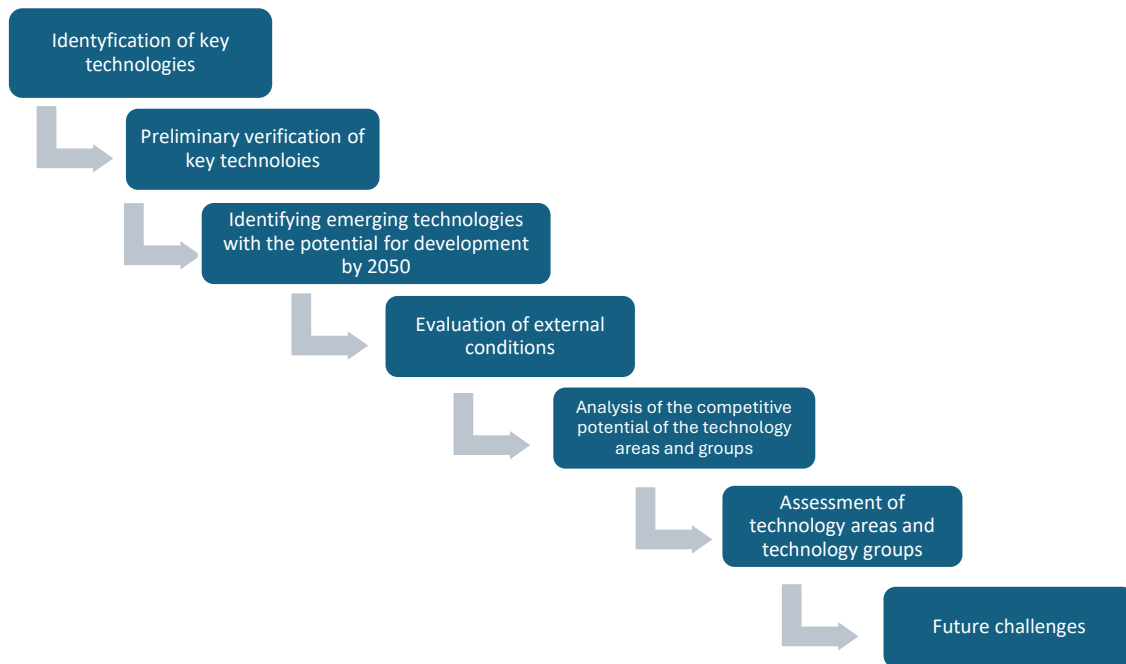 Identyfication of key
technologies
Preliminary verification of
key technoloies
Identifying emerging technologies
with the potential for development
by 2050
Evaluation of external
conditions
Analysis of the competitive
potential of the technology
areas and groups
Assessment of
technology areas and
technology groups
Future challenges